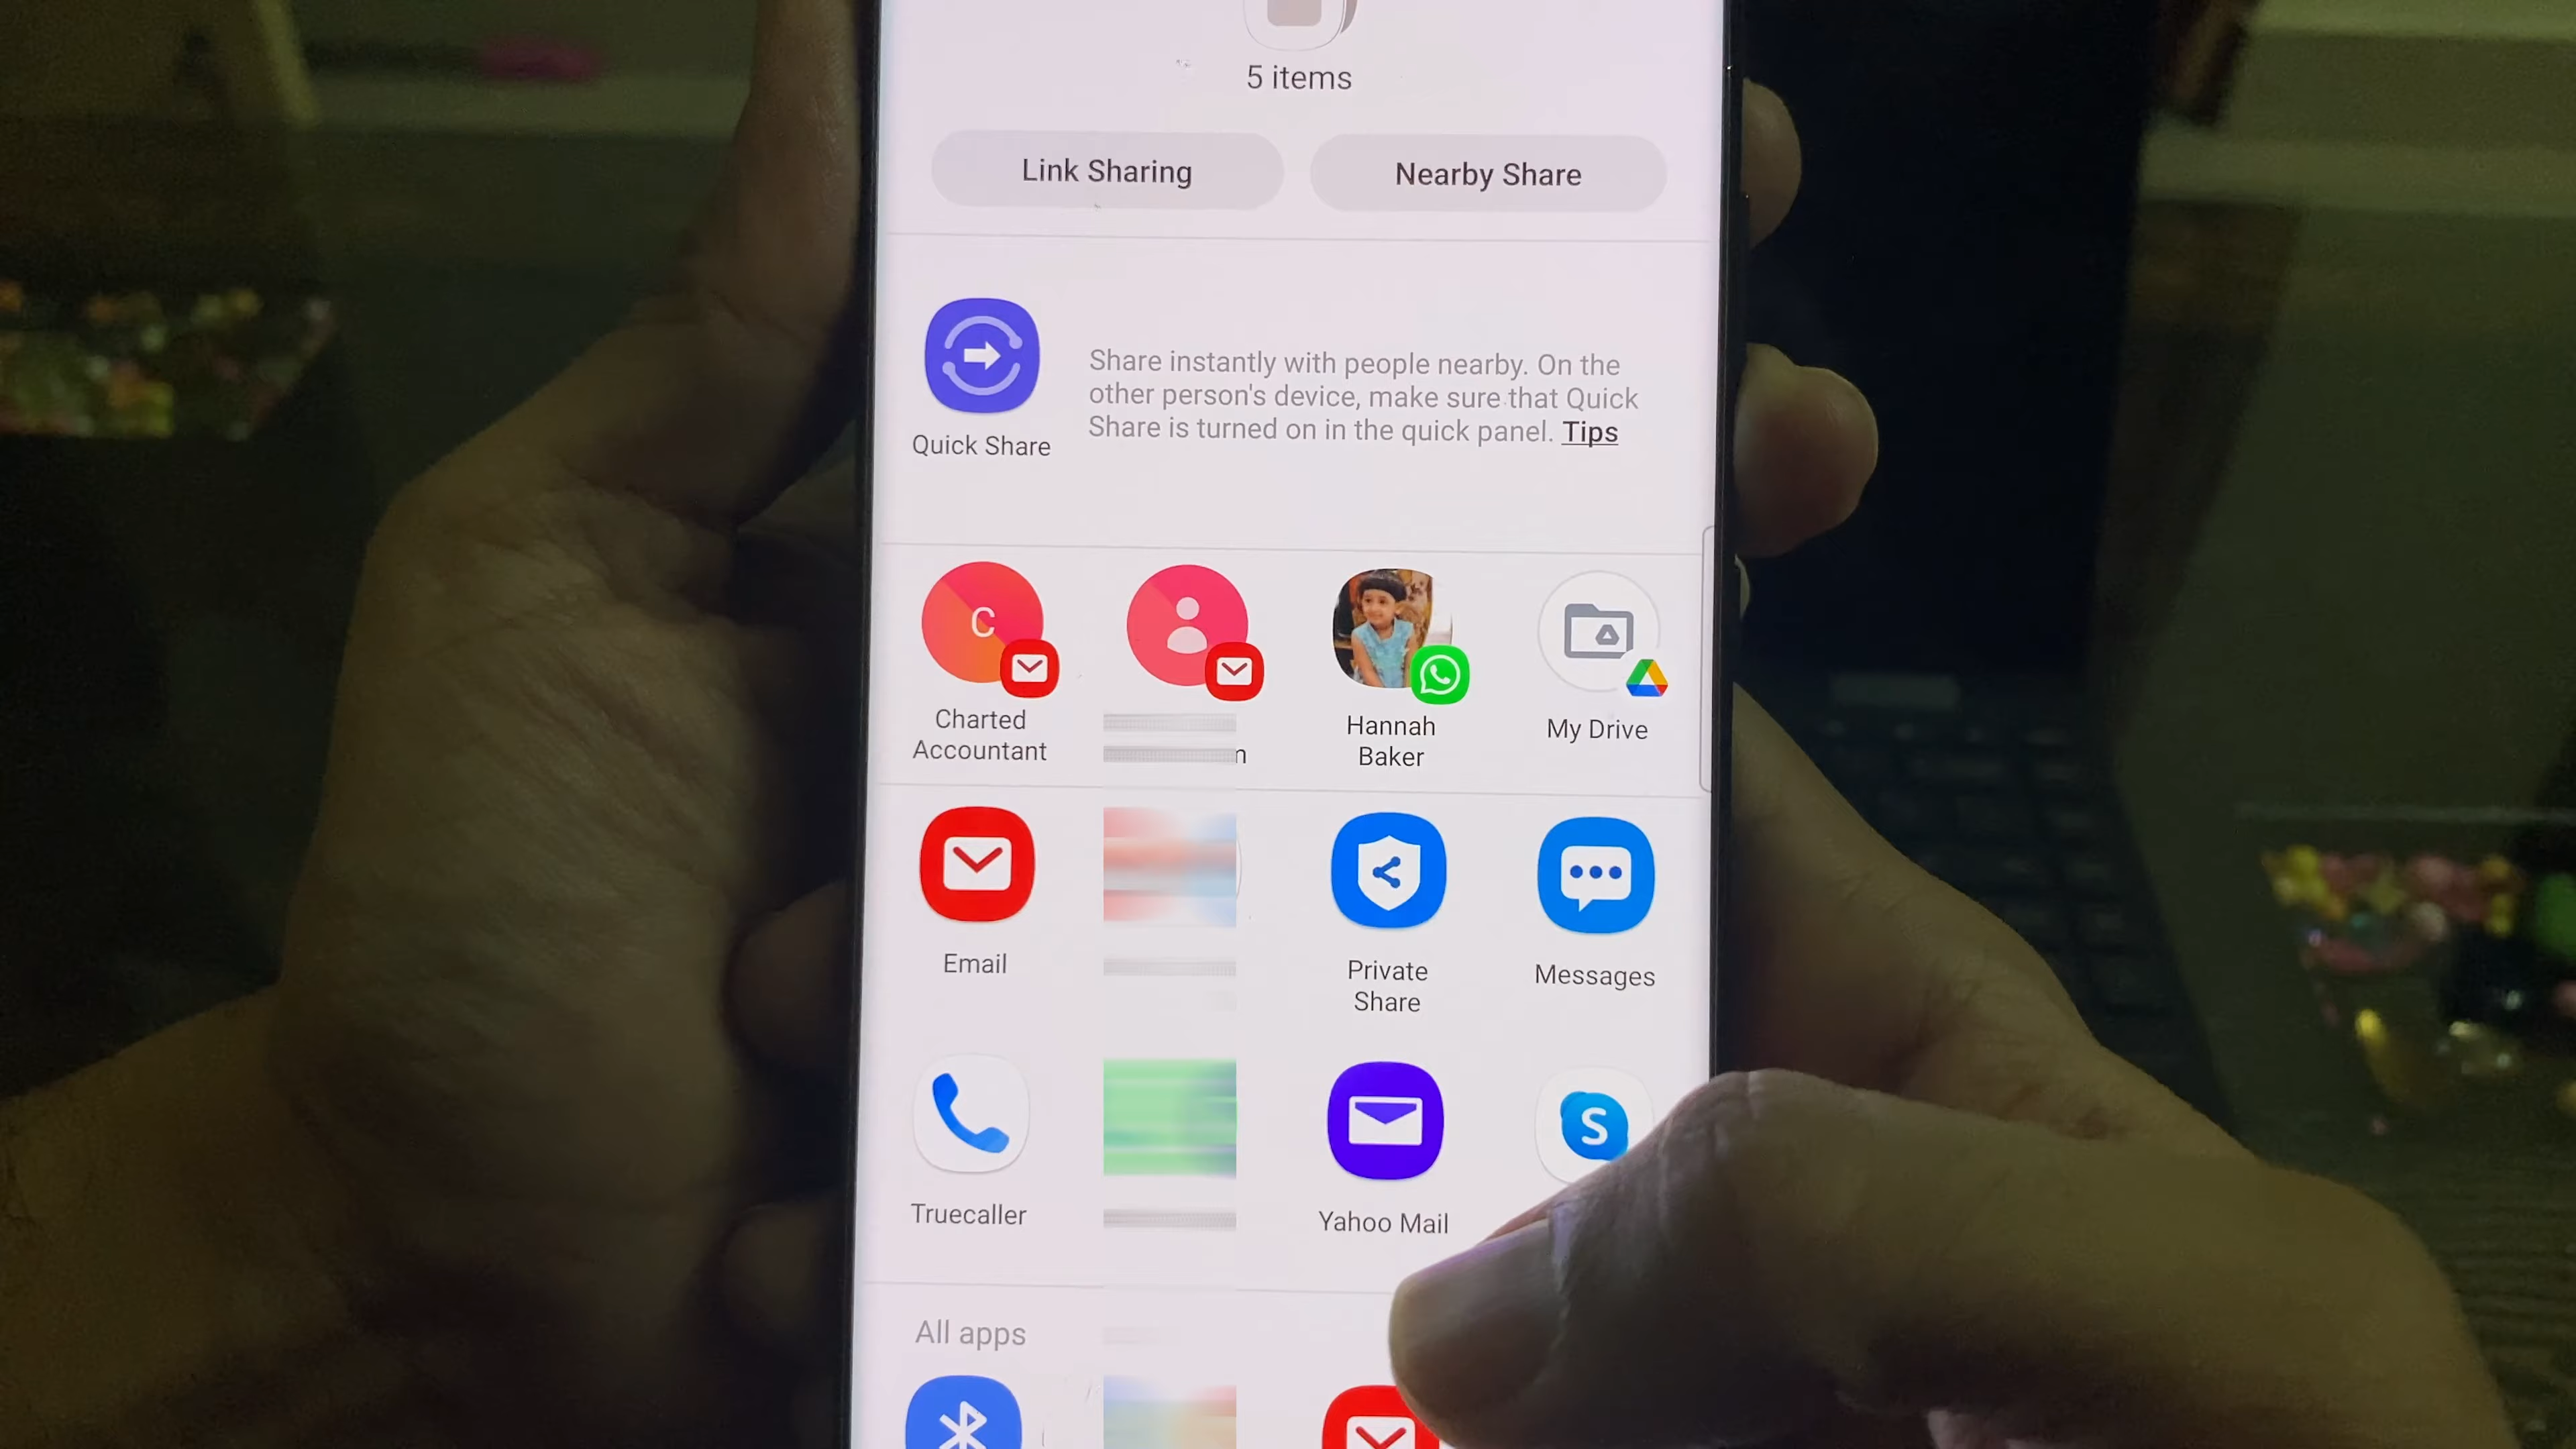 5 items
Link Sharing
Nearby Share
Share instantly with people nearby. On the
other person's device, make sure that Quick
Share is turned on in the quick panel. Tips
Quick Share
C
Charted
Accountant
n
Hannah
Baker
My Drive
Email
Private
Share
Messages
S
Truecaller
Yahoo Mail
All apps